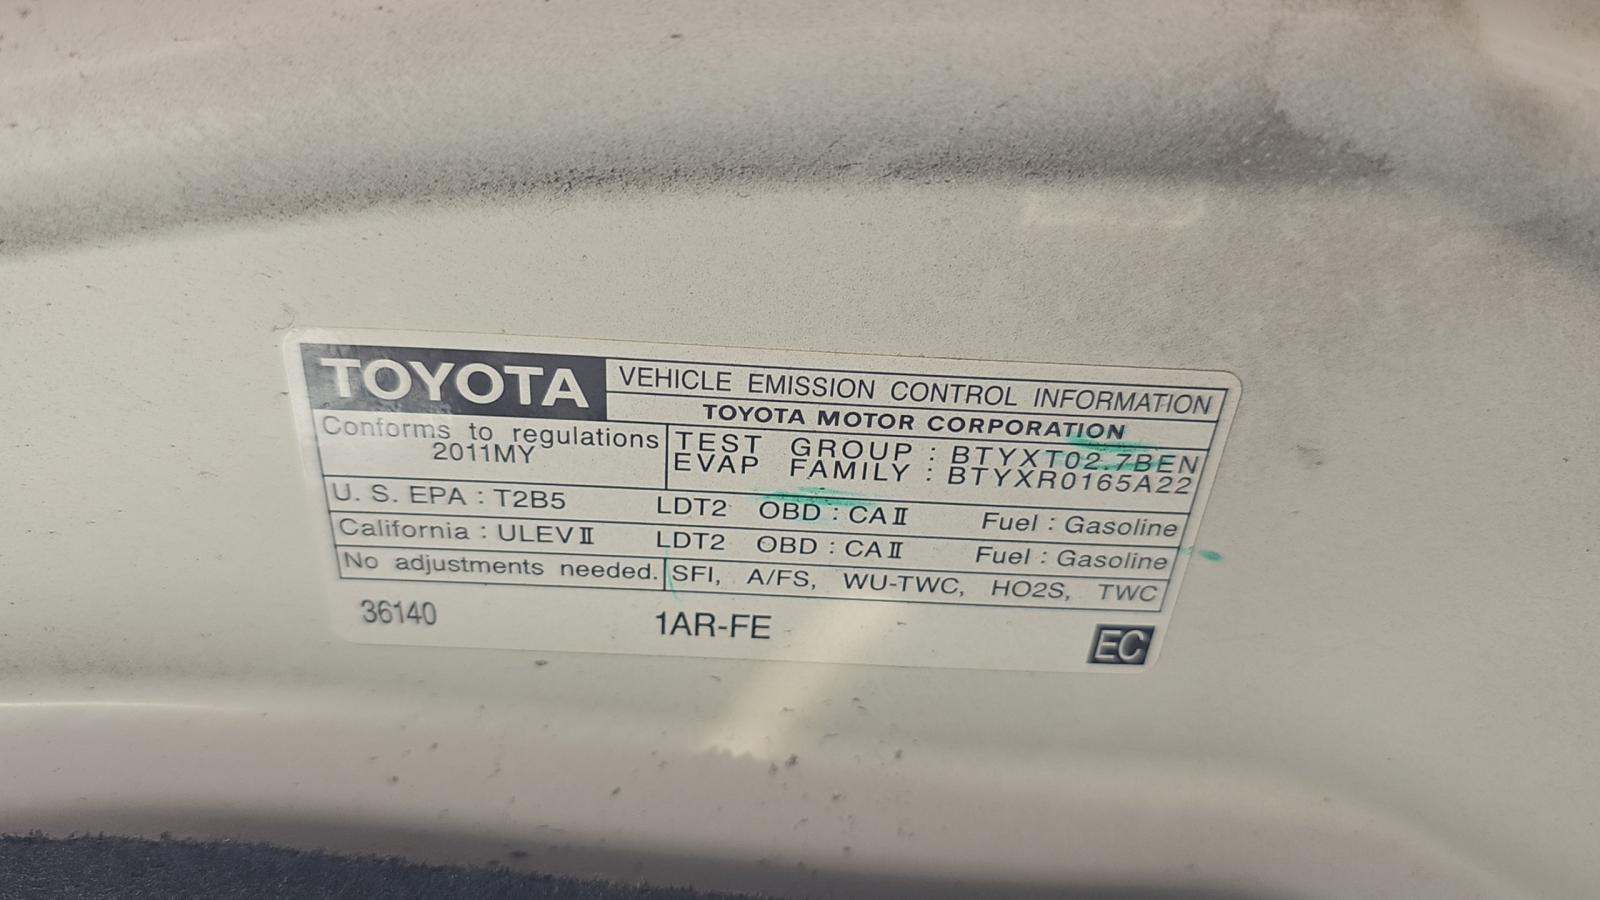 TOYOTA VEHICLE EMISSION CONTROL INFORMATION
TOYOTA MOTOR CORPORATION
Conforms to regulations
2011MY
TEST GROUP : BTYXT02.7BEN
EVAP FAMILY : BTYXR0165A22
U. S. EPA : T2B5 LDT2 OBD : CAⅡ Fuel : Gasoline
California : ULEVⅡ LDT2 OBD : CAⅡ Fuel : Gasoline
No adjustments needed. SFI, A/FS, WU-TWC, HO2S, TWC
36140 1AR-FE EC